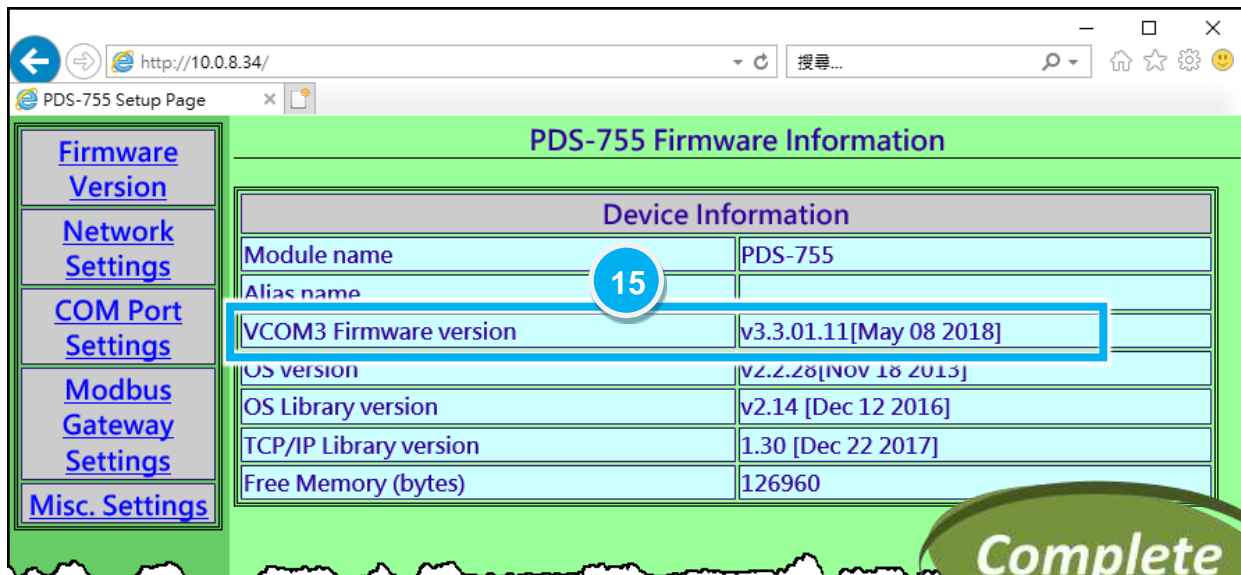 http://10.0.8.34/
搜尋...
PDS-755 Setup Page
Firmware
Version
Network
Settings
COM Port
Settings
Modbus
Gateway
Settings
Misc. Settings
PDS-755 Firmware Information
Device Information
Module name PDS-755
15
Alias name
VCOM3 Firmware version v3.3.01.11[May 08 2018]
OS version v2.2.28[Nov 18 2013]
OS Library version v2.14 [Dec 12 2016]
TCP/IP Library version 1.30 [Dec 22 2017]
Free Memory (bytes) 126960
Complete